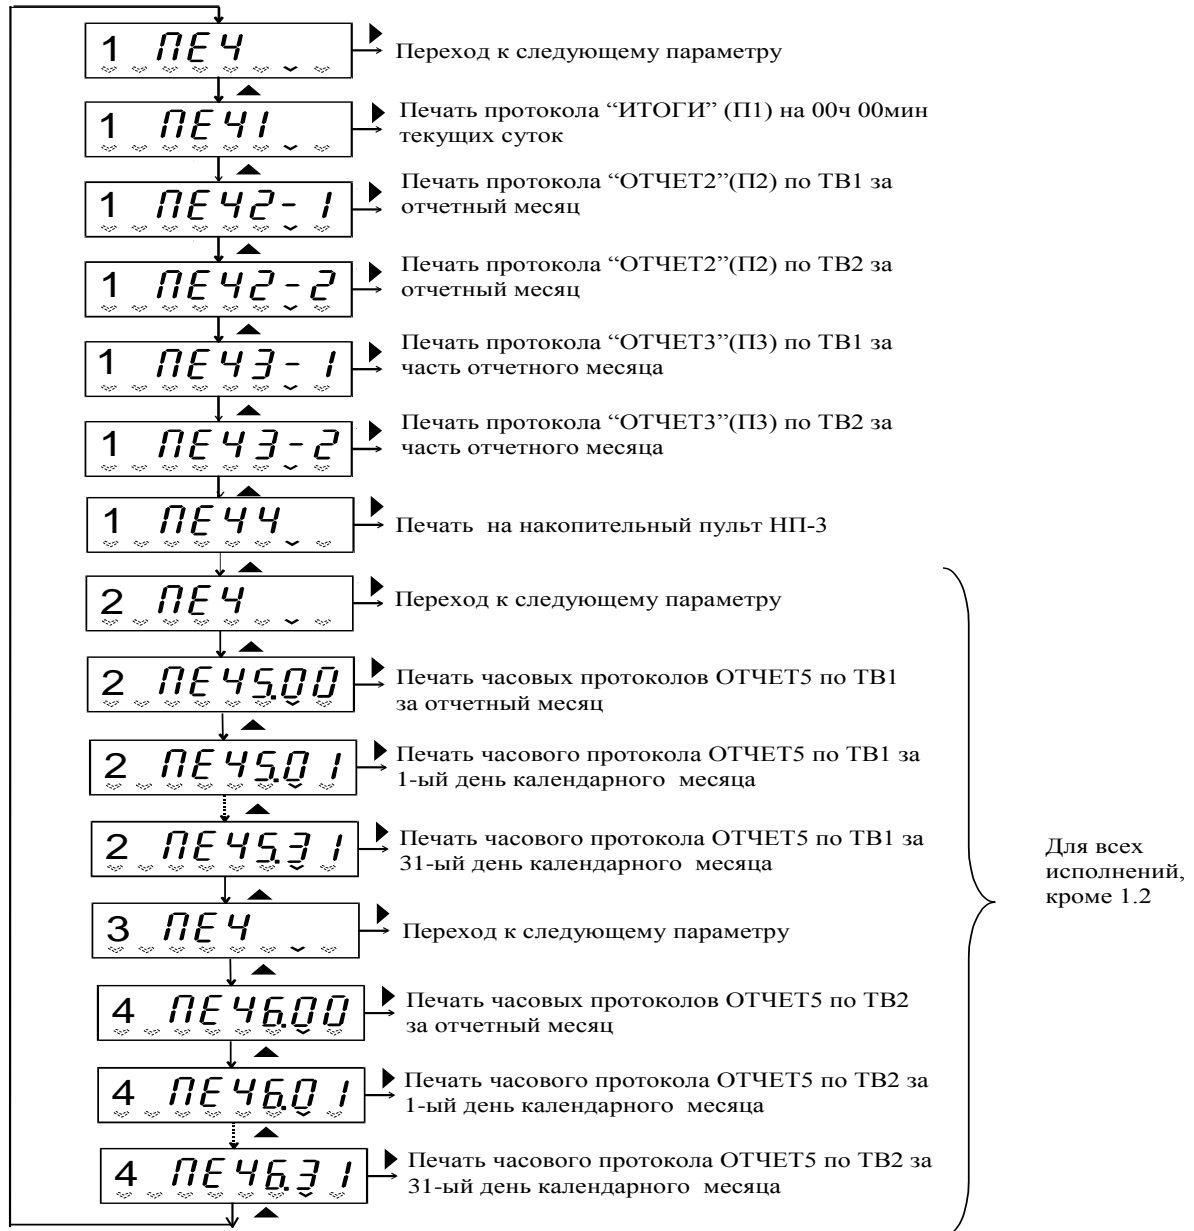 1 ПЕЧ
Переход к следующему параметру
1 ПЕЧ1
Печать протокола “ИТОГИ” (П1) на 00ч 00мин
текущих суток
1 ПЕЧ2-1
Печать протокола “ОТЧЕТ2”(П2) по ТВ1 за
отчетный месяц
1 ПЕЧ2-2
Печать протокола “ОТЧЕТ2”(П2) по ТВ2 за
отчетный месяц
1 ПЕЧ3-1
Печать протокола “ОТЧЕТ3”(П3) по ТВ1 за
часть отчетного месяца
1 ПЕЧ3-2
Печать протокола “ОТЧЕТ3”(П3) по ТВ2 за
часть отчетного месяца
1 ПЕЧЧ
Печать на накопительный пульт НП-3
2 ПЕЧ
Переход к следующему параметру
2 ПЕЧ5.00
Печать часовых протоколов ОТЧЕТ5 по ТВ1
за отчетный месяц
2 ПЕЧ5.01
Печать часового протокола ОТЧЕТ5 по ТВ1 за
1-ый день календарного месяца
2 ПЕЧ5.31
Печать часового протокола ОТЧЕТ5 по ТВ1 за
31-ый день календарного месяца
3 ПЕЧ
Переход к следующему параметру
4 ПЕЧ6.00
Печать часовых протоколов ОТЧЕТ5 по ТВ2
за отчетный месяц
4 ПЕЧ6.01
Печать часового протокола ОТЧЕТ5 по ТВ2 за
1-ый день календарного месяца
4 ПЕЧ6.31
Печать часового протокола ОТЧЕТ5 по ТВ2 за
31-ый день календарного месяца
Для всех
исполнений,
кроме 1.2